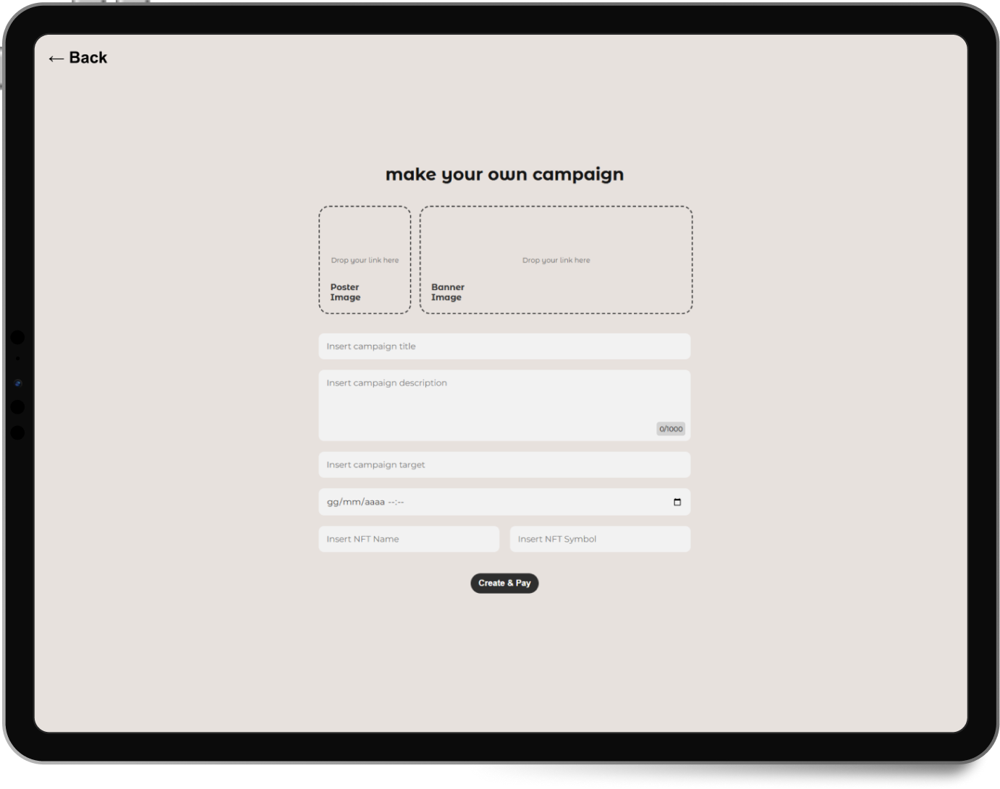 ← Back
make your own campaign
Drop your link here
Poster
Image
Drop your link here
Banner
Image
Insert campaign title
Insert campaign description
0/1000
Insert campaign target
gg/mm/aaaa --:--
Insert NFT Name
Insert NFT Symbol
Create & Pay